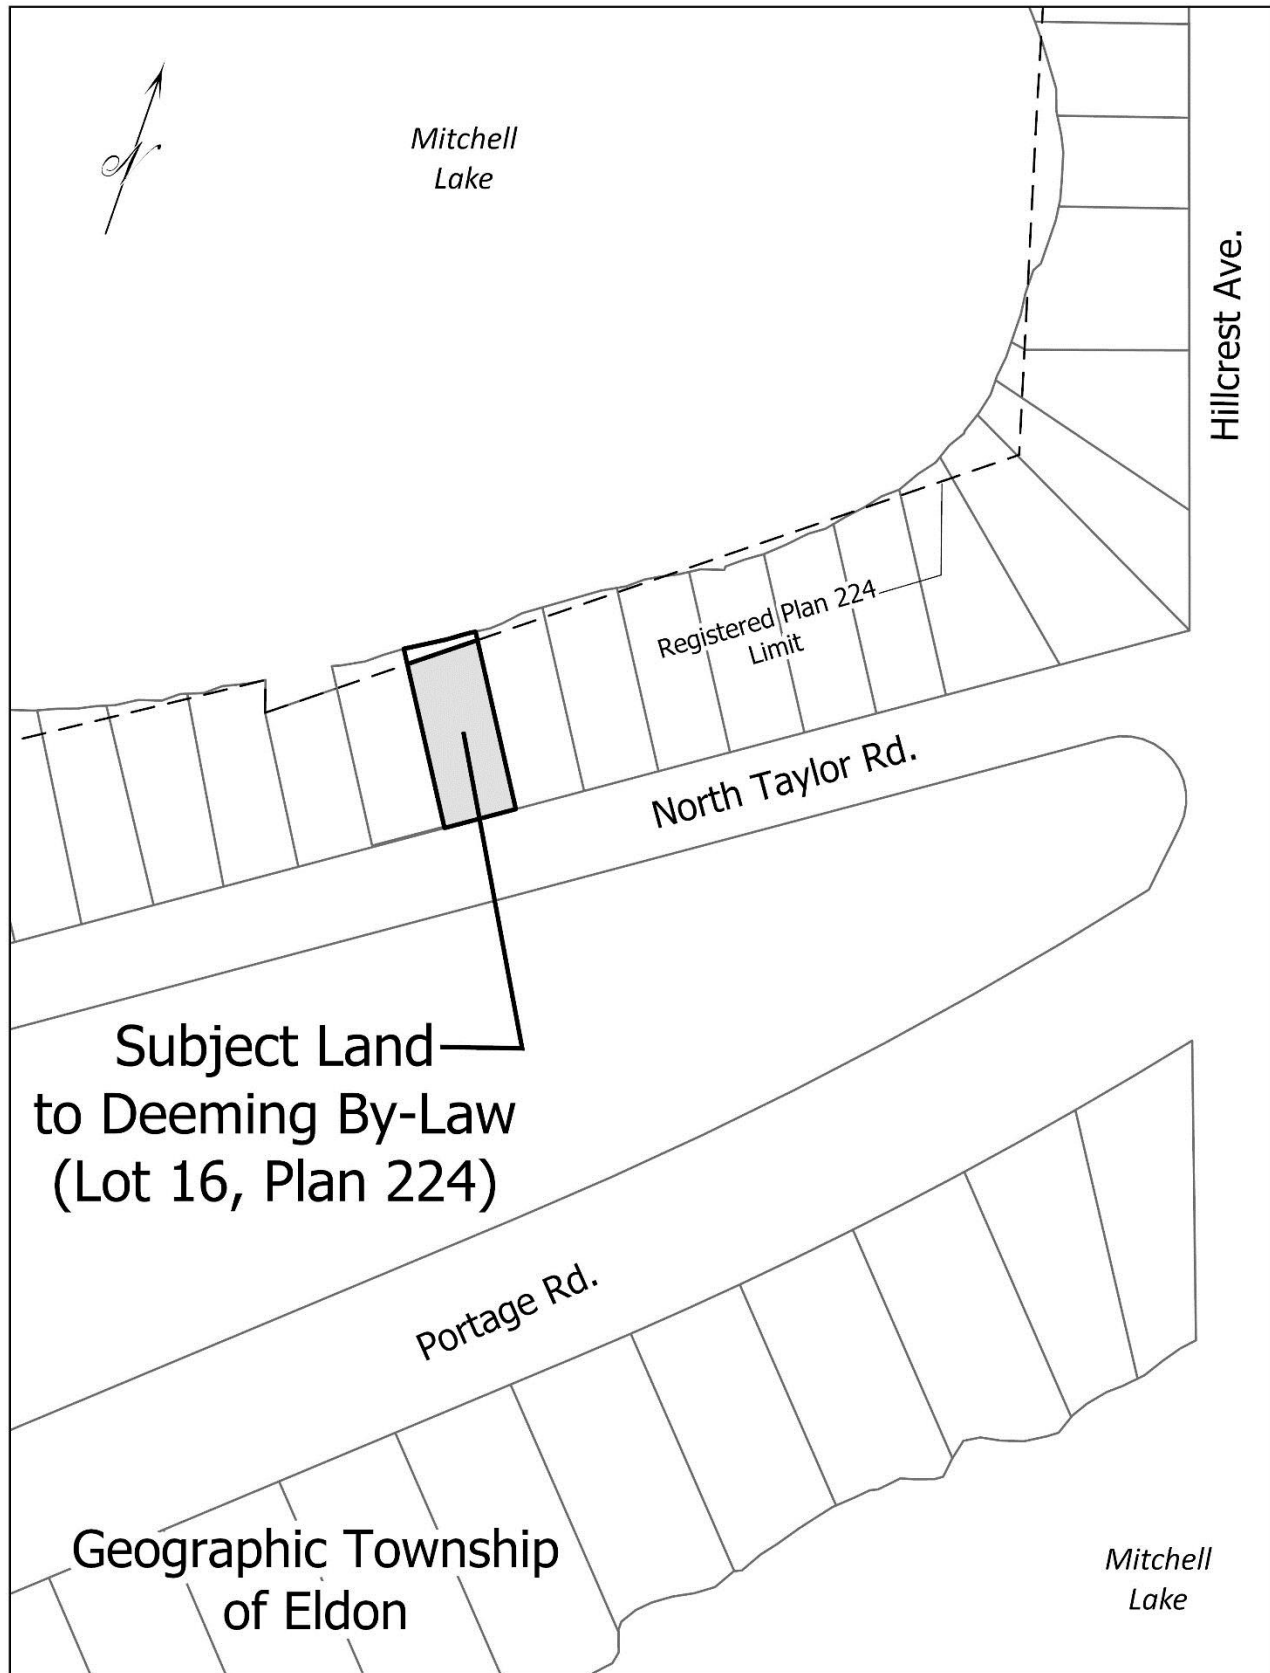 Mitchell
Lake
Hillcrest Ave.
Registered Plan 224
Limit
North Taylor Rd.
Subject Land
to Deeming By-Law
(Lot 16, Plan 224)
Portage Rd.
Geographic Township
of Eldon
Mitchell
Lake